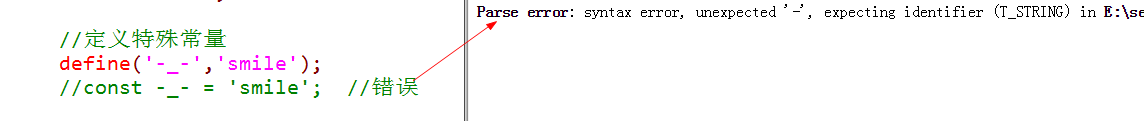 ;
Parse error: syntax error, unexpected '-', expecting identifier (T_STRING) in E:\se
//定义特殊常量
define('-_-','smile');
//const -_- = 'smile';  //错误